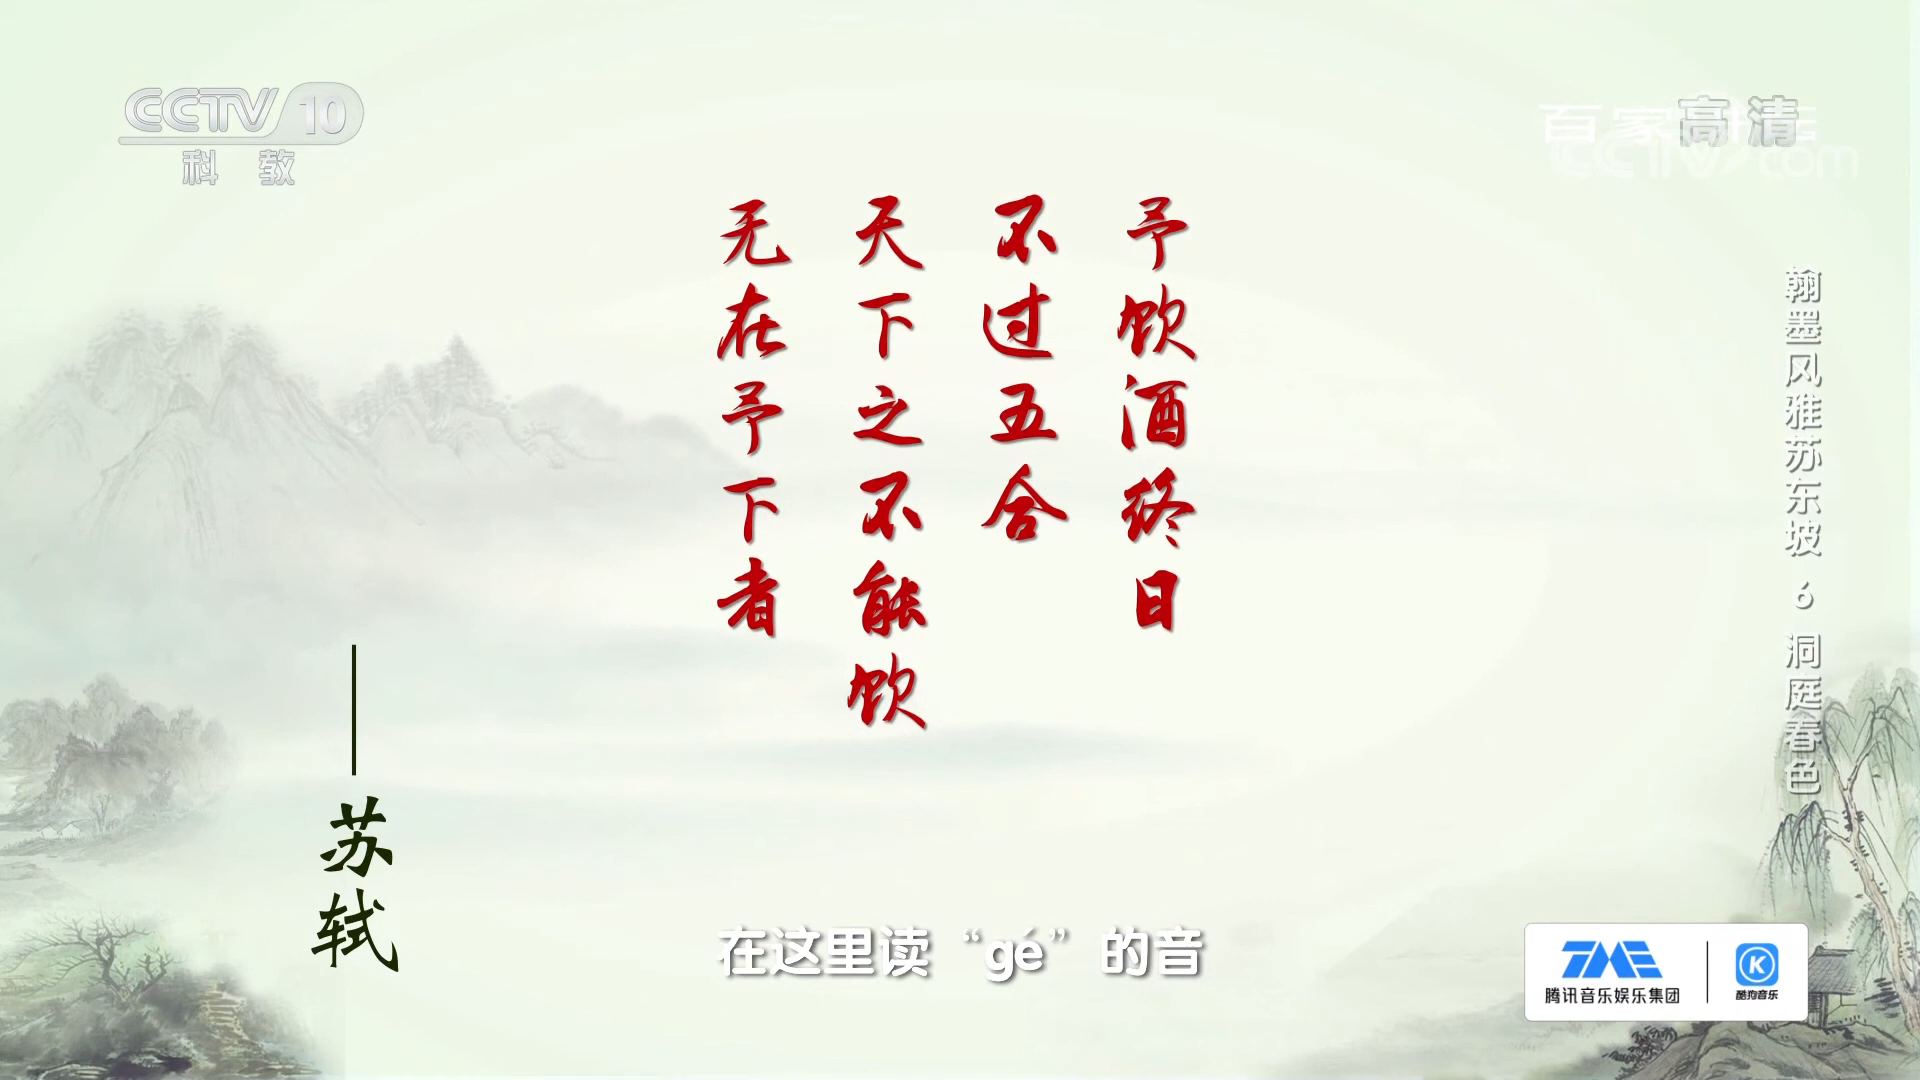 CCTV 10
科教
百家
高清
CCTV.com
予饮酒终日
不过五合
天下之不能饮
无在予下者
——苏轼
翰墨风雅苏东坡 6 洞庭春色
在这里读“gé”的音
TME
腾讯音乐娱乐集团
K
酷狗音乐